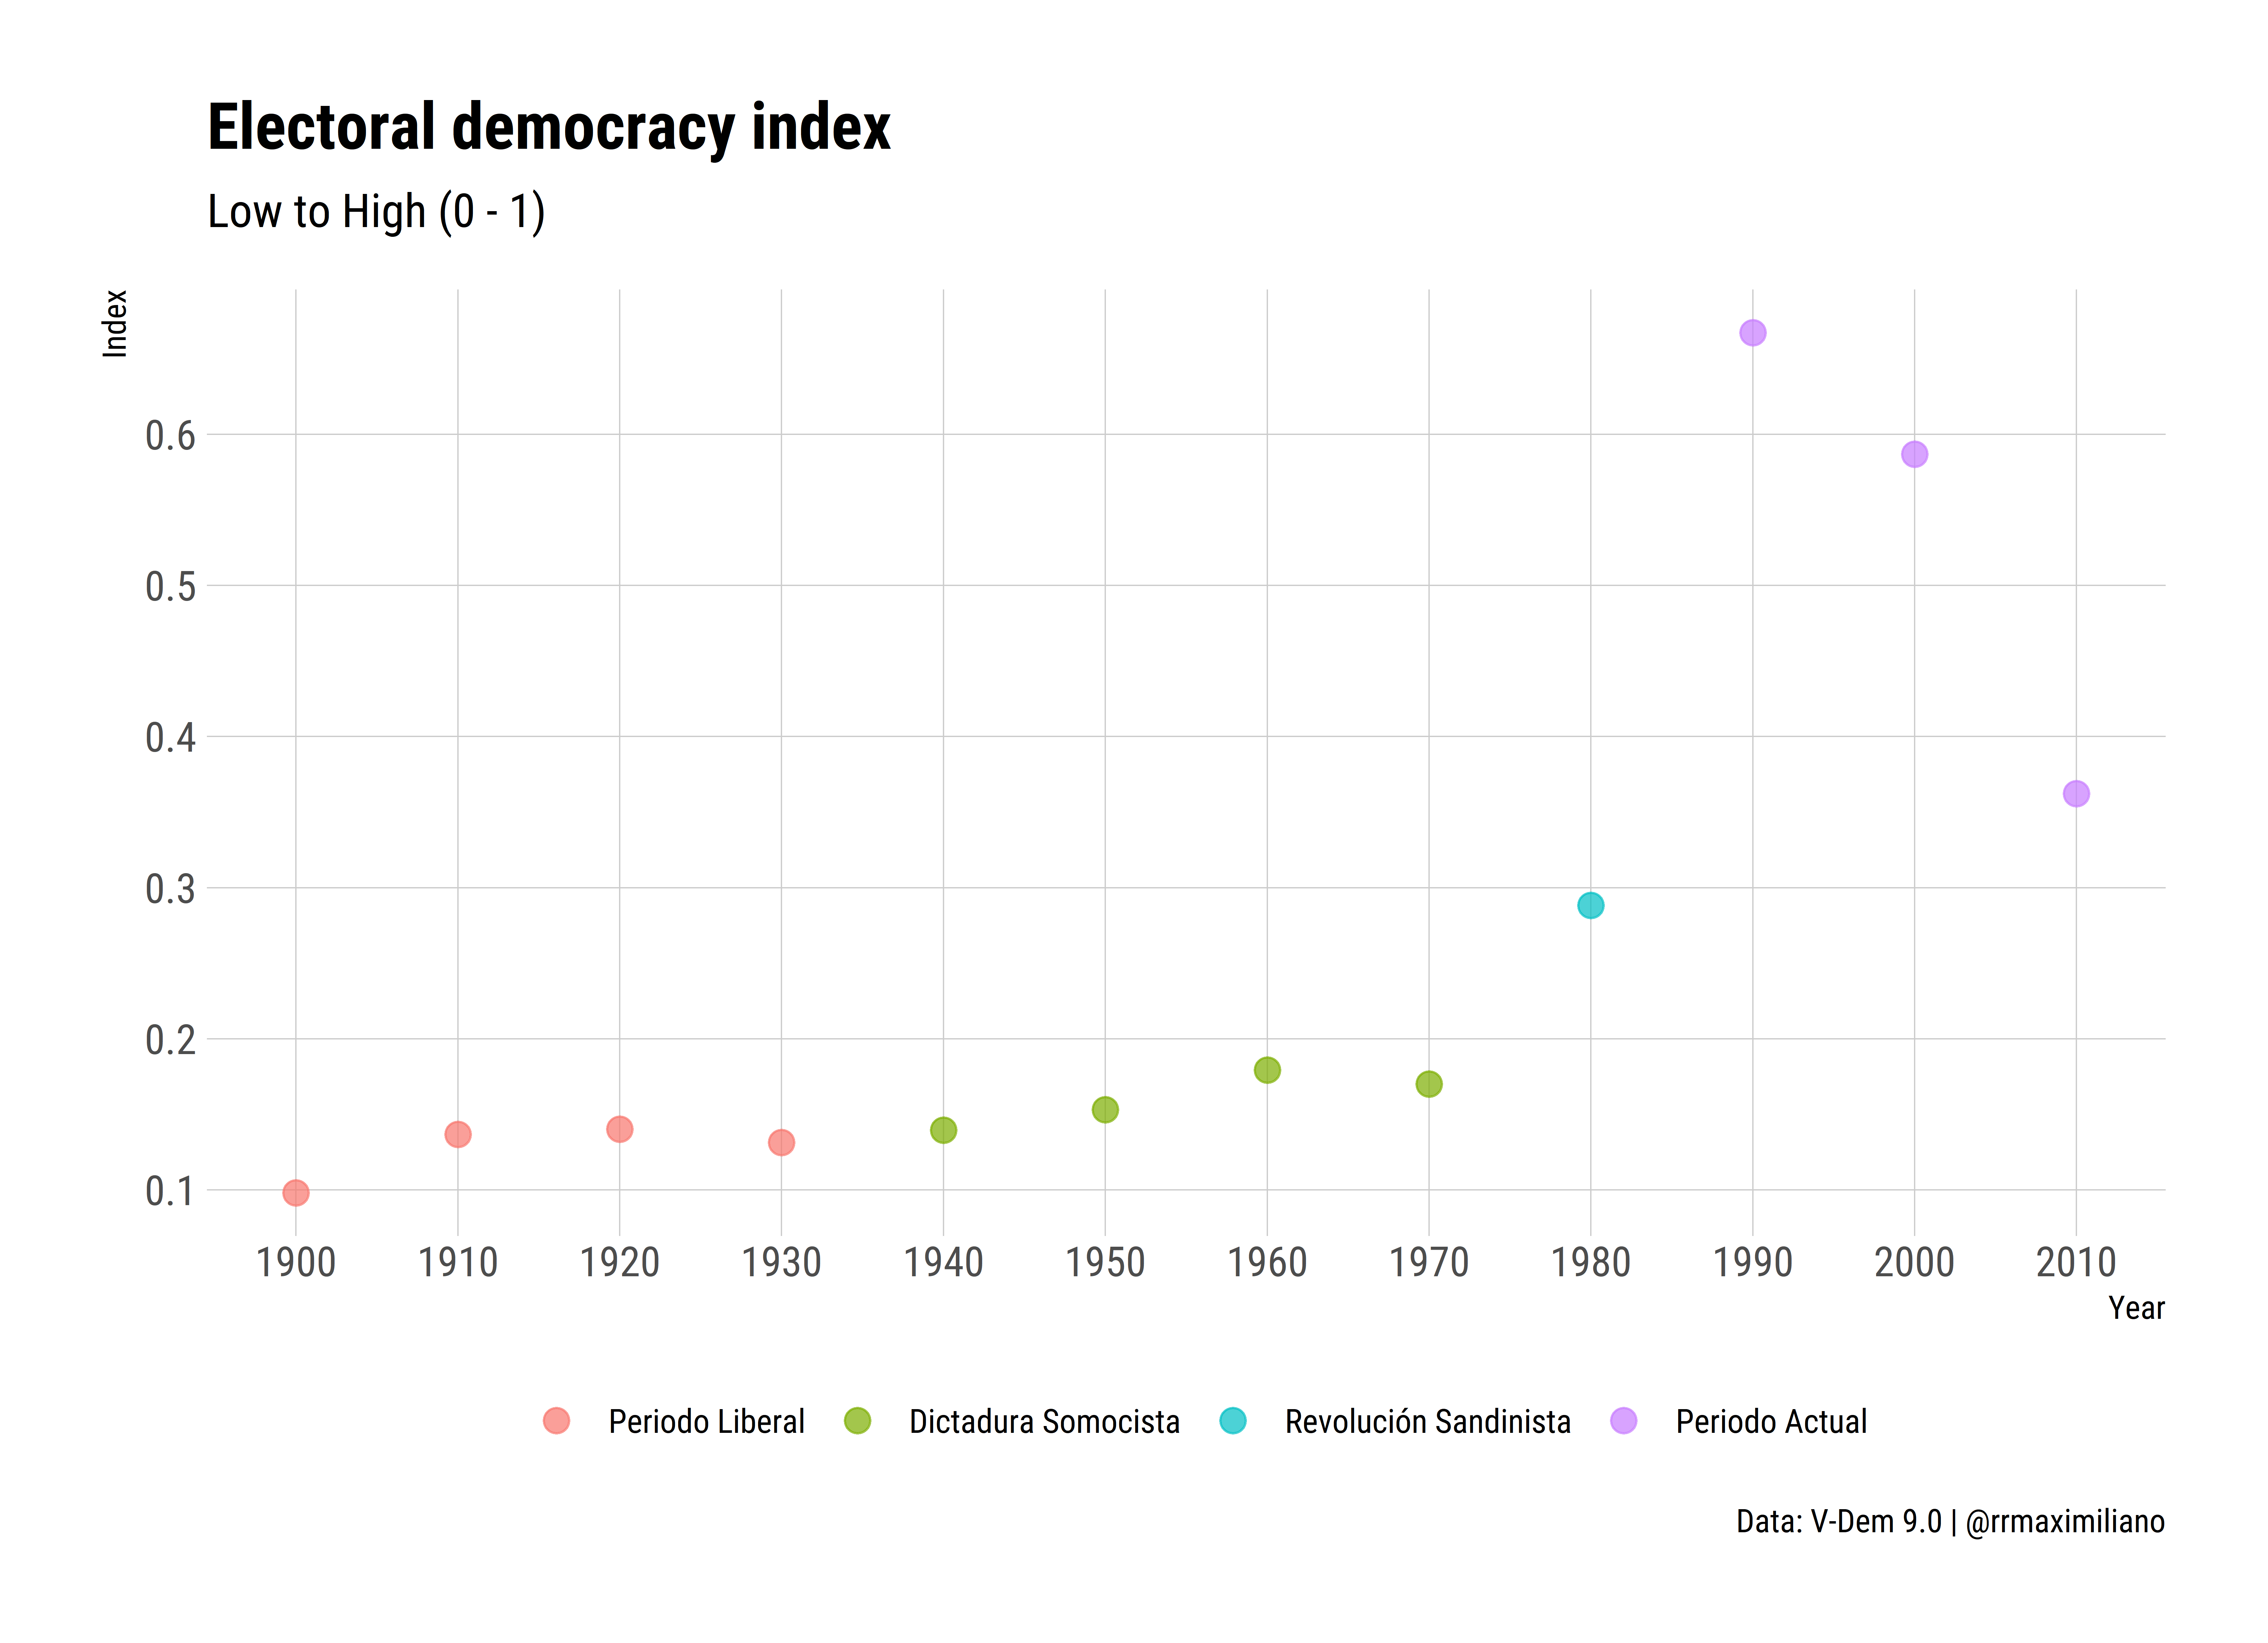 Electoral democracy index
Low to High (0 - 1)
Index
0.6
0.5
0.4
0.3
0.2
0.1
1900 1910 1920 1930 1940 1950 1960 1970 1980 1990 2000 2010
Year
Periodo Liberal Dictadura Somocista Revolución Sandinista Periodo Actual
Data: V-Dem 9.0 | @rrmaximiliano